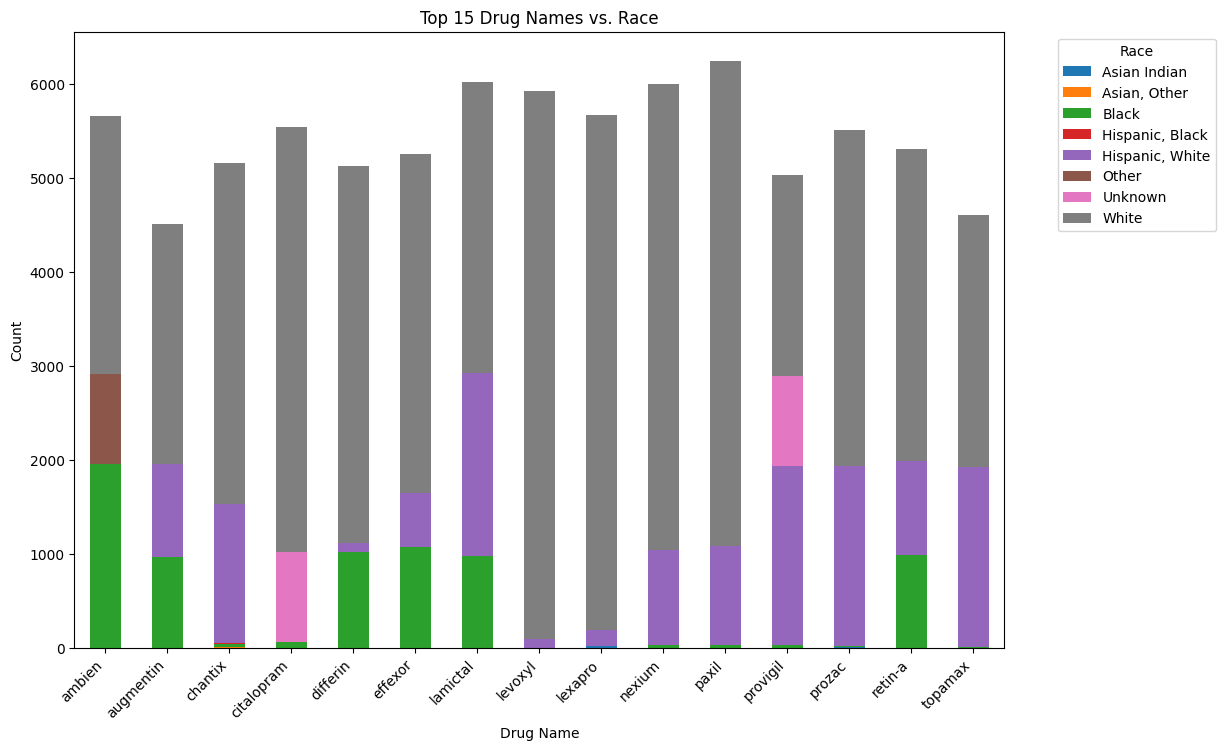 Top 15 Drug Names vs. Race
Count
6000
5000
4000
3000
2000
1000
0
ambien
augmentin
chantix
citalopram
differin
effexor
lamictal
levoxyl
lexapro
nexium
paxil
provigil
prozac
retin-a
topamax
Drug Name
Race
Asian Indian
Asian, Other
Black
Hispanic, Black
Hispanic, White
Other
Unknown
White